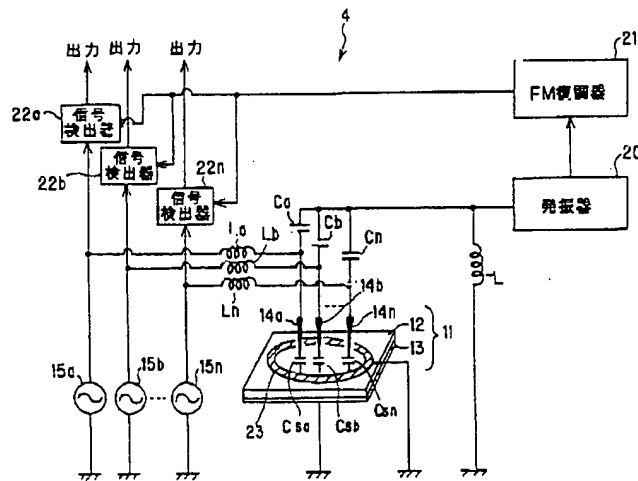 4
出力 出力 出力
21
FM復調器
22a
信号
検出器
22b
信号
検出器
22n
信号
検出器
20
発振器
Ca
Cb
Cn
La
Lb
Ln
L
14a
14b
14n
12
13
11
15a
15b
15n
23
Csa
Csb
Csn